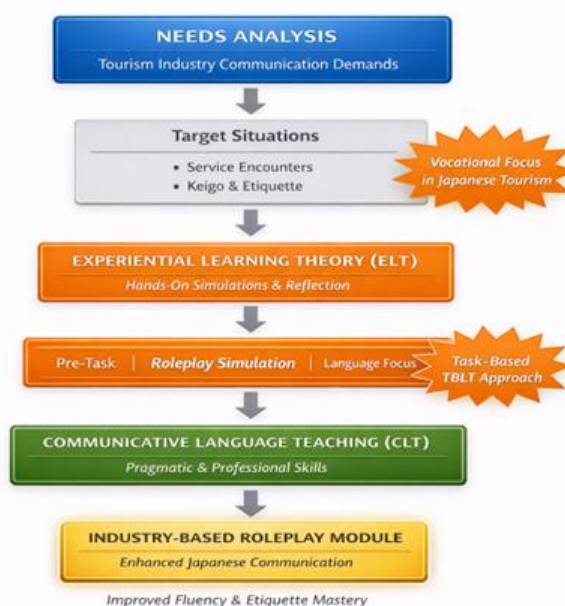 NEEDS ANALYSIS
Tourism Industry Communication Demands
Target Situations
• Service Encounters
• Keigo & Etiquette
Vocational Focus
in Japanese Tourism
EXPERIENTIAL LEARNING THEORY (ELT)
Hands-On Simulations & Reflection
Pre-Task | Roleplay Simulation | Language Focus
Task-Based
TBLT Approach
COMMUNICATIVE LANGUAGE TEACHING (CLT)
Pragmatic & Professional Skills
INDUSTRY-BASED ROLEPLAY MODULE
Enhanced Japanese Communication
Improved Fluency & Etiquette Mastery